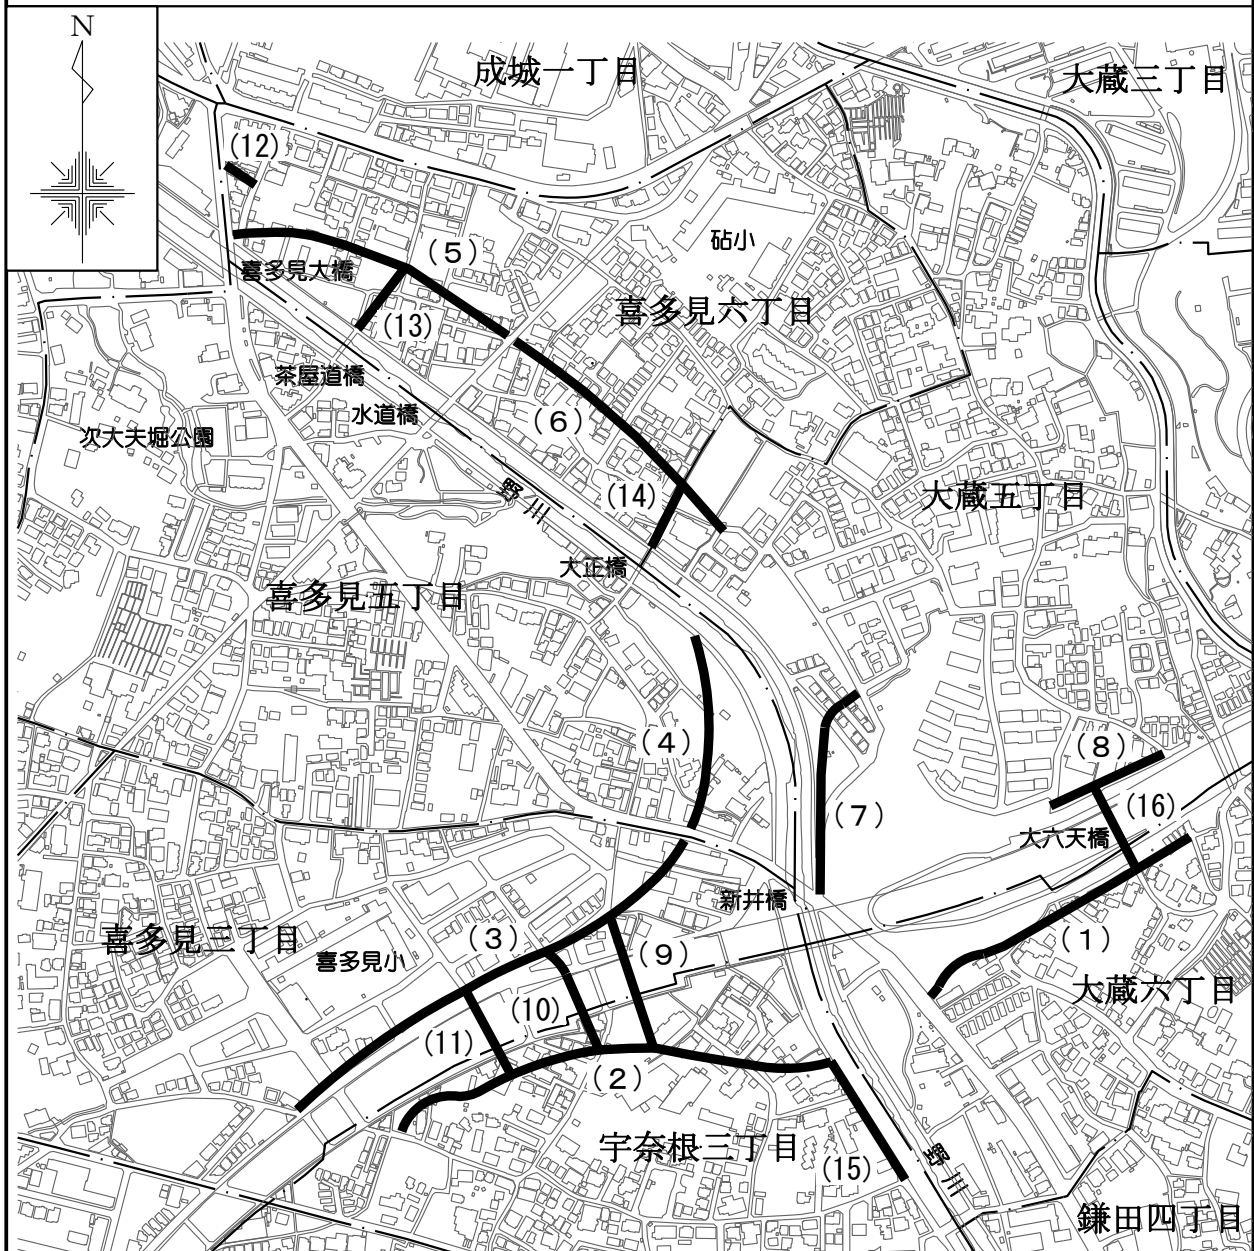 N
成城一丁目
大蔵三丁目
(12)
砧小
(5)
喜多見大橋
喜多見六丁目
(13)
茶屋道橋
水道橋
(6)
次大夫堀公園
野川
(14)
大蔵五丁目
大正橋
喜多見五丁目
(4)
(8)
(16)
(7)
大六天橋
新井橋
(3)
喜多見三丁目
(9)
(1)
喜多見小
大蔵六丁目
(10)
(11)
(2)
宇奈根三丁目
(15)
野川
鎌田四丁目